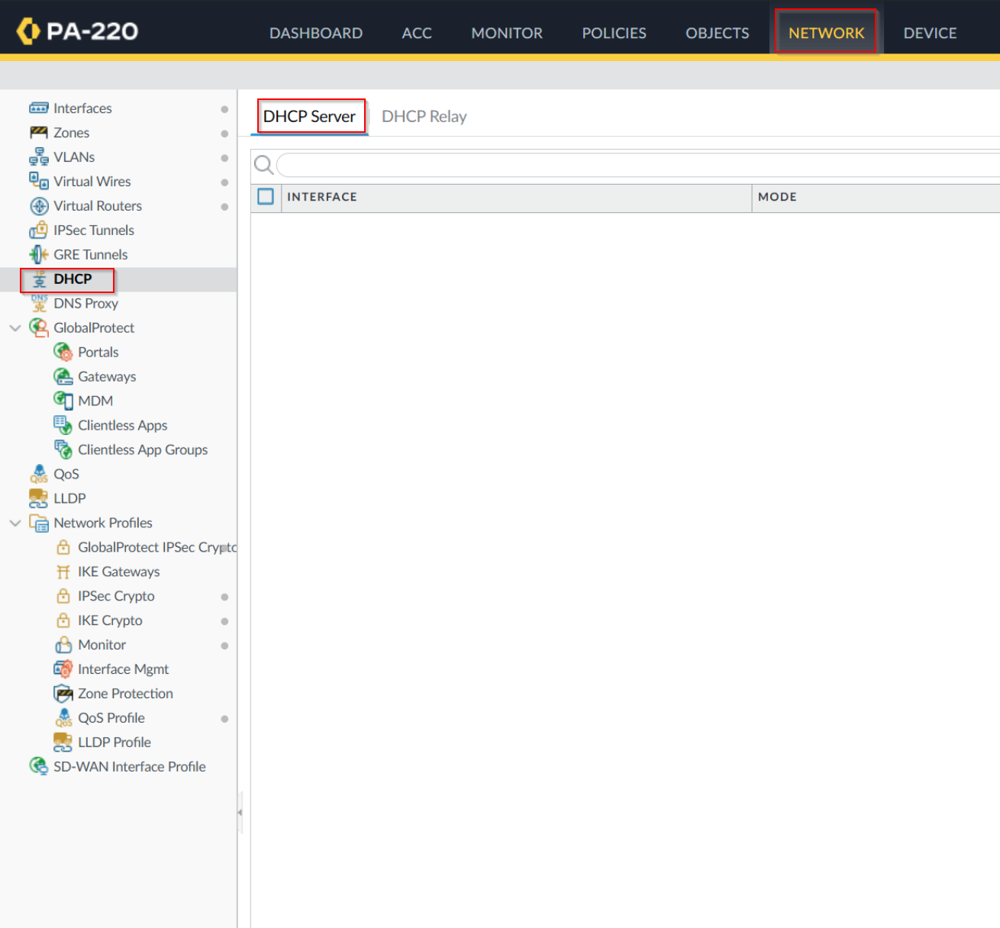 PA-220
DASHBOARD ACC MONITOR POLICIES OBJECTS NETWORK DEVICE
Interfaces
Zones
VLANs
Virtual Wires
Virtual Routers
IPSec Tunnels
GRE Tunnels
DHCP
DNS Proxy
GlobalProtect
Portals
Gateways
MDM
Clientless Apps
Clientless App Groups
QoS
LLDP
Network Profiles
GlobalProtect IPSec Crypto
IKE Gateways
IPSec Crypto
IKE Crypto
Monitor
Interface Mgmt
Zone Protection
QoS Profile
LLDP Profile
SD-WAN Interface Profile
DHCP Server DHCP Relay
INTERFACE MODE